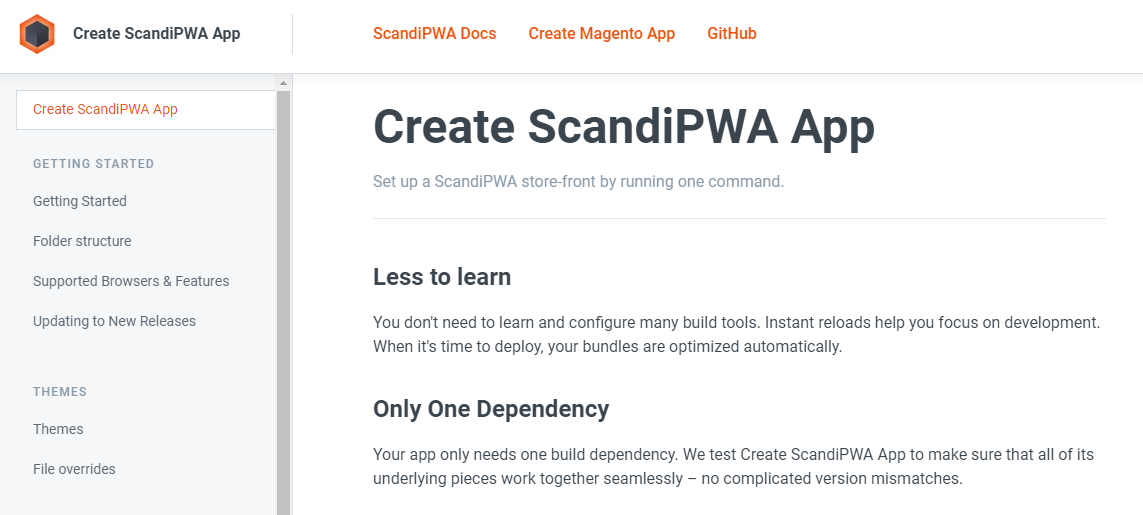 Create ScandiPWA App
ScandiPWA Docs
Create Magento App
GitHub
Create ScandiPWA App
GETTING STARTED
Getting Started
Folder structure
Supported Browsers & Features
Updating to New Releases
THEMES
Themes
File overrides
Create ScandiPWA App
Set up a ScandiPWA store-front by running one command.
Less to learn
You don't need to learn and configure many build tools. Instant reloads help you focus on development.
When it's time to deploy, your bundles are optimized automatically.
Only One Dependency
Your app only needs one build dependency. We test Create ScandiPWA App to make sure that all of its
underlying pieces work together seamlessly – no complicated version mismatches.